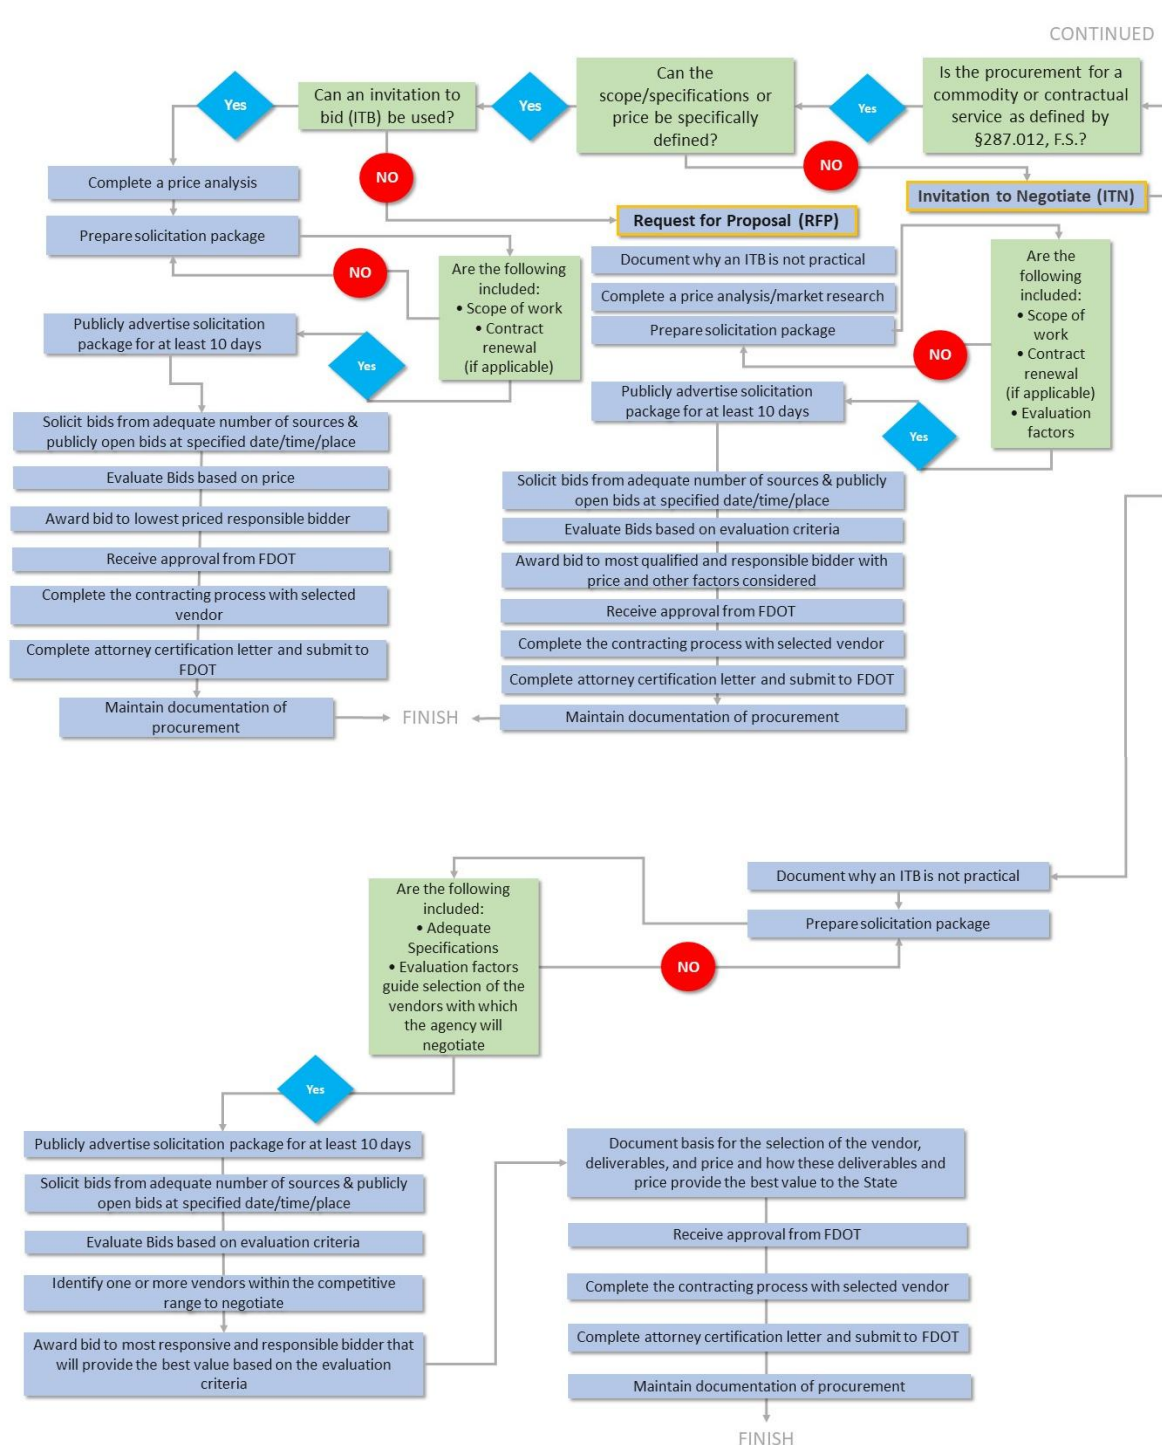 CONTINUED
Is the procurement for a
commodity or contractual
service as defined by
§287.012, F.S.?
Yes
Can the
scope/specifications or
price be specifically
defined?
Yes
Can an invitation to
bid (ITB) be used?
Yes
NO
NO
Invitation to Negotiate (ITN)
Request for Proposal (RFP)
Complete a price analysis
Prepare solicitation package
NO
Are the following
included:
• Scope of work
• Contract
renewal
(if applicable)
Yes
Publicly advertise solicitation
package for at least 10 days
Solicit bids from adequate number of sources &
publicly open bids at specified date/time/place
Evaluate Bids based on price
Award bid to lowest priced responsible bidder
Receive approval from FDOT
Complete the contracting process with selected
vendor
Complete attorney certification letter and submit to
FDOT
Maintain documentation of
procurement
FINISH
Document why an ITB is not practical
Complete a price analysis/market research
Prepare solicitation package
NO
Are the
following
included:
• Scope of
work
• Contract
renewal
(if applicable)
• Evaluation
factors
Yes
Publicly advertise solicitation
package for at least 10 days
Solicit bids from adequate number of sources & publicly
open bids at specified date/time/place
Evaluate Bids based on evaluation criteria
Award bid to most qualified and responsible bidder with
price and other factors considered
Receive approval from FDOT
Complete the contracting process with selected vendor
Complete attorney certification letter and submit to FDOT
Maintain documentation of procurement
Document why an ITB is not practical
Prepare solicitation package
NO
Are the following
included:
• Adequate
Specifications
• Evaluation factors
guide selection of the
vendors with which
the agency will
negotiate
Yes
Publicly advertise solicitation package for at least 10 days
Solicit bids from adequate number of sources & publicly
open bids at specified date/time/place
Evaluate Bids based on evaluation criteria
Identify one or more vendors within the competitive
range to negotiate
Award bid to most responsive and responsible bidder that
will provide the best value based on the evaluation
criteria
Document basis for the selection of the vendor,
deliverables, and price and how these deliverables and
price provide the best value to the State
Receive approval from FDOT
Complete the contracting process with selected vendor
Complete attorney certification letter and submit to FDOT
Maintain documentation of procurement
FINISH